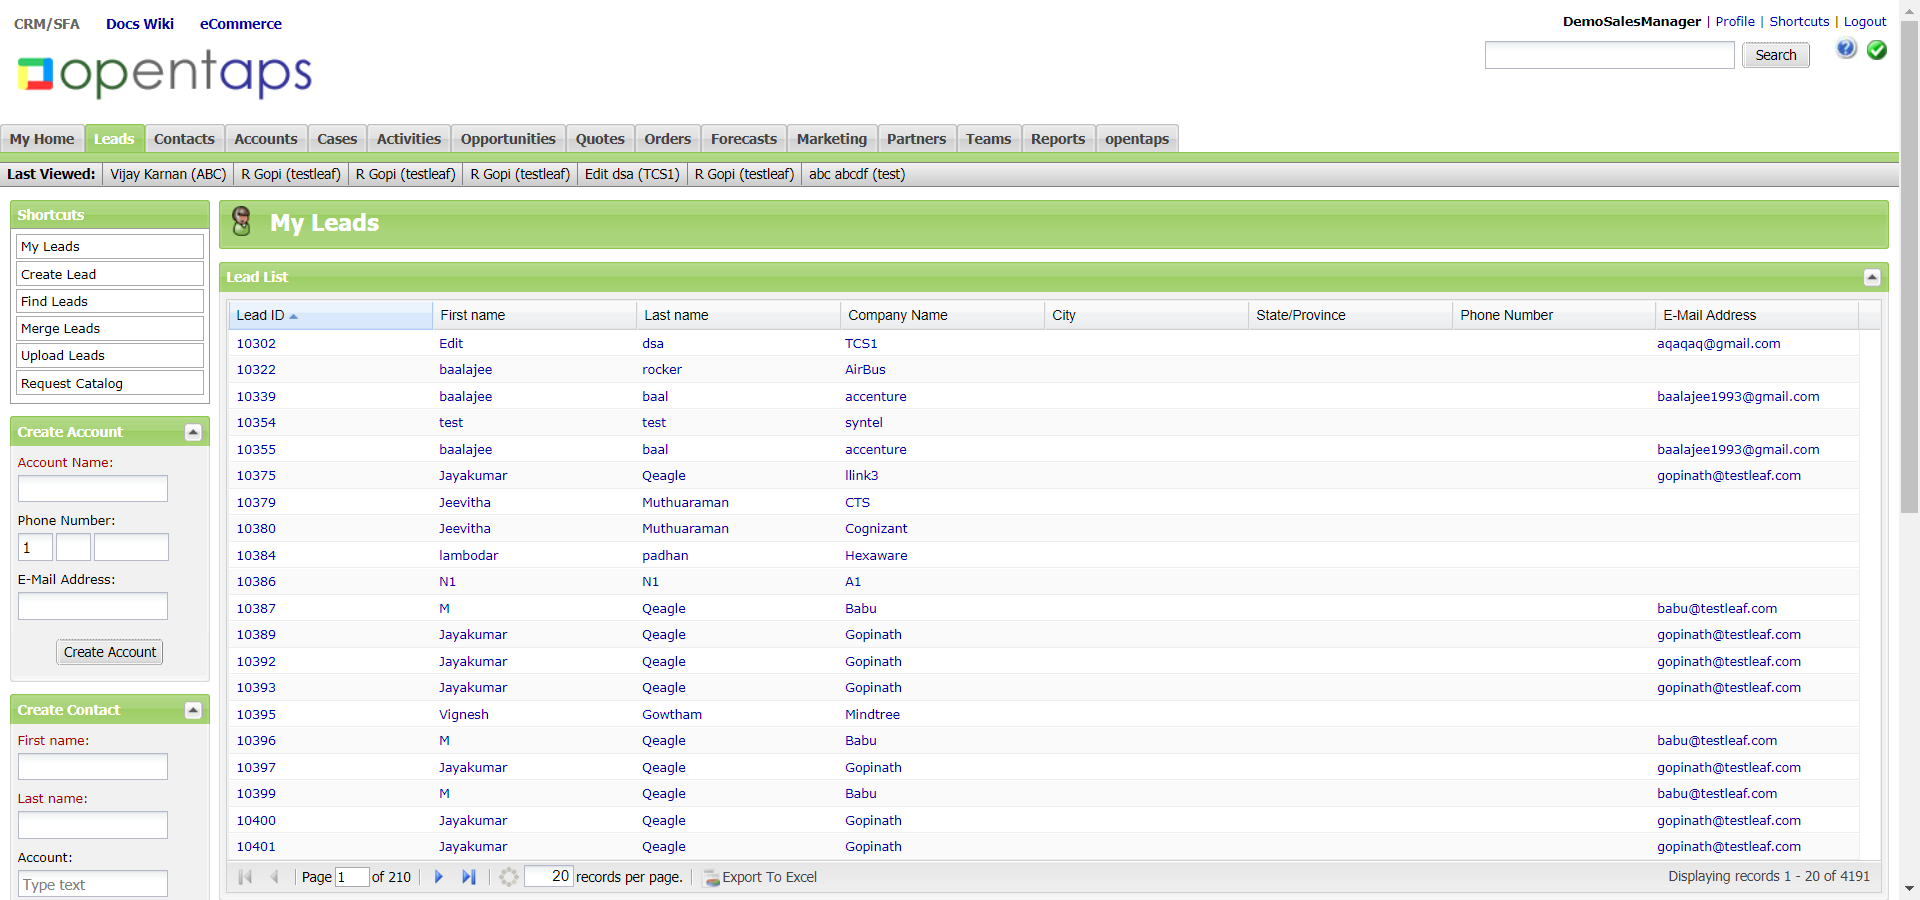 CRM/SFA Docs Wiki eCommerce
DemoSalesManager | Profile | Shortcuts | Logout
opentaps
Search
My Home Leads Contacts Accounts Cases Activities Opportunities Quotes Orders Forecasts Marketing Partners Teams Reports opentaps
Last Viewed: Vijay Karnan (ABC) R Gopi (testleaf) R Gopi (testleaf) R Gopi (testleaf) Edit dsa (TCS1) R Gopi (testleaf) abc abcdf (test)
Shortcuts
My Leads
Create Lead
Find Leads
Merge Leads
Upload Leads
Request Catalog
Create Account
Account Name:
Phone Number:
1
E-Mail Address:
Create Account
Create Contact
First name:
Last name:
Account:
Type text
My Leads
Lead List
Lead ID First name Last name Company Name City State/Province Phone Number E-Mail Address
10302 Edit dsa TCS1 aqaqaq@gmail.com
10322 baalajee rocker AirBus
10339 baalajee baal accenture baalajee1993@gmail.com
10354 test test syntel
10355 baalajee baal accenture baalajee1993@gmail.com
10375 Jayakumar Qeagle llink3 gopinath@testleaf.com
10379 Jeevitha Muthuaraman CTS
10380 Jeevitha Muthuaraman Cognizant
10384 lambodar padhan Hexaware
10386 N1 N1 A1
10387 M Qeagle Babu babu@testleaf.com
10389 Jayakumar Qeagle Gopinath gopinath@testleaf.com
10392 Jayakumar Qeagle Gopinath gopinath@testleaf.com
10393 Jayakumar Qeagle Gopinath gopinath@testleaf.com
10395 Vignesh Gowtham Mindtree
10396 M Qeagle Babu babu@testleaf.com
10397 Jayakumar Qeagle Gopinath gopinath@testleaf.com
10399 M Qeagle Babu babu@testleaf.com
10400 Jayakumar Qeagle Gopinath gopinath@testleaf.com
10401 Jayakumar Qeagle Gopinath gopinath@testleaf.com
Page 1 of 210 20 records per page. Export To Excel Displaying records 1 - 20 of 4191